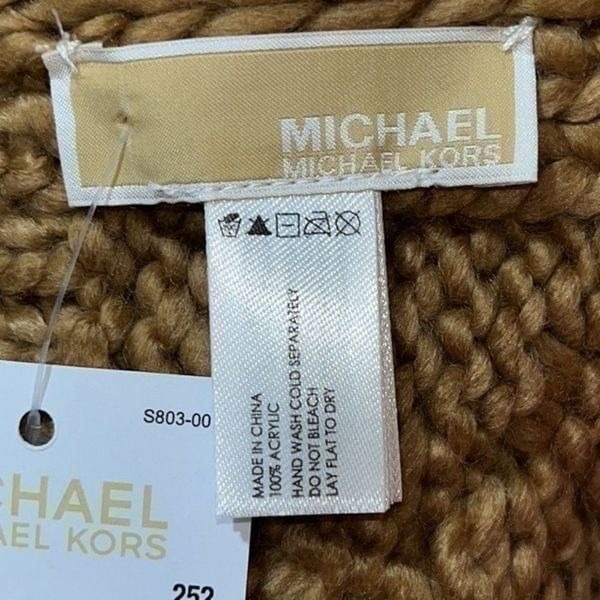 MICHAEL
MICHAEL KORS
MADE IN CHINA
100% ACRYLIC
HAND WASH COLD SEPARATELY
DO NOT BLEACH
LAY FLAT TO DRY
S803-00
CHAEL
AEL KORS
252